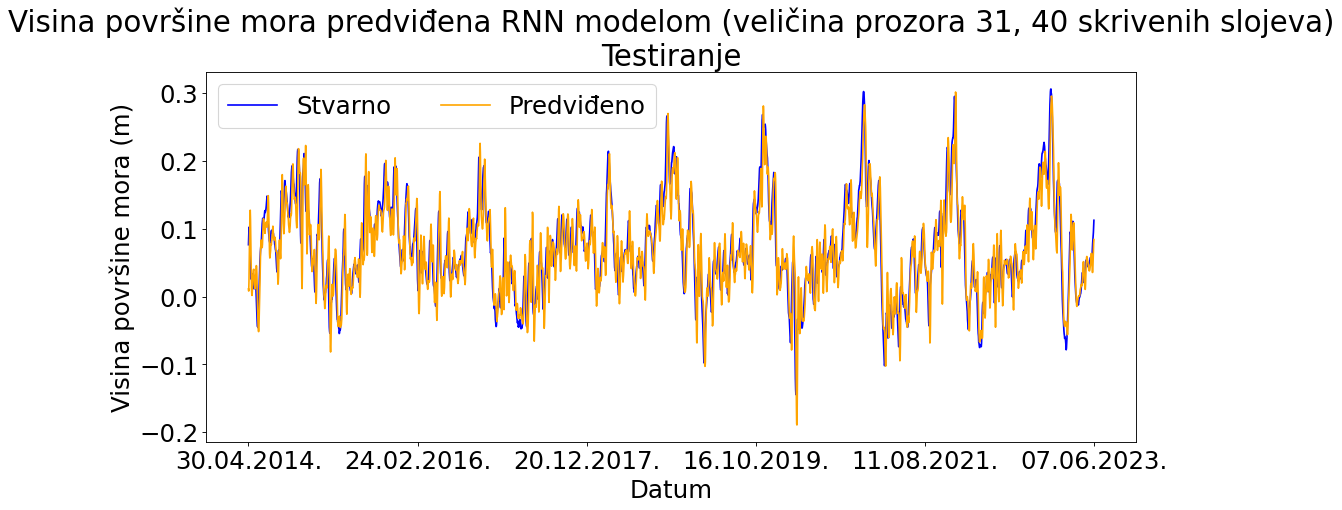 Visina površine mora predviđena RNN modelom (veličina prozora 31, 40 skrivenih slojeva)
Testiranje
Stvarno Predviđeno
Visina površine mora (m)
0.3
0.2
0.1
0.0
−0.1
−0.2
30.04.2014. 24.02.2016. 20.12.2017. 16.10.2019. 11.08.2021. 07.06.2023.
Datum